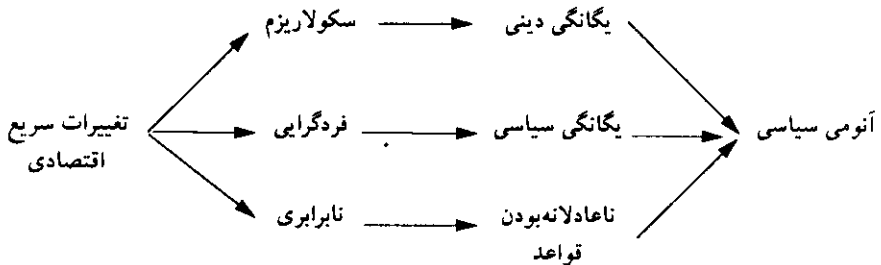 سکولاریزم
یگانگی دینی
تغییرات سریع
اقتصادی
فردگرایی
یگانگی سیاسی
آنومی سیاسی
نابرابری
ناعادلانه‌بودن
قواعد